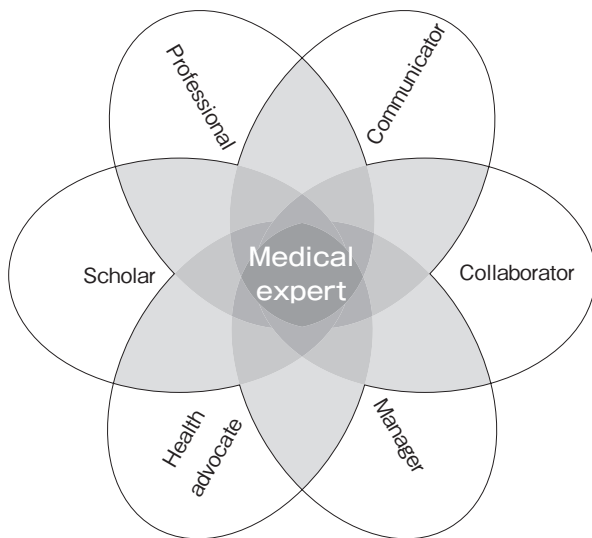 Professional
Communicator
Scholar
Medical
expert
Collaborator
Health
advocate
Manager